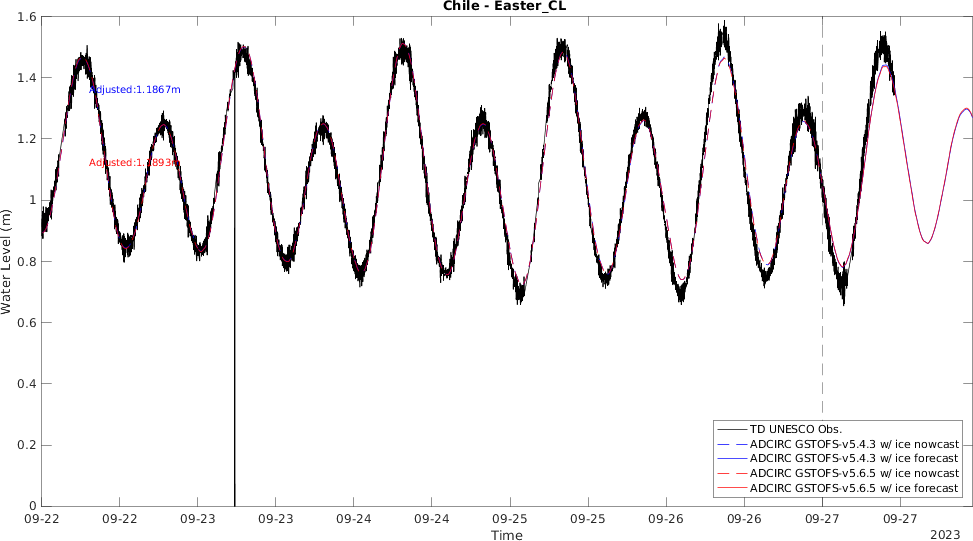 Chile - Easter_CL
1.6
1.4
1.2
1
0.8
0.6
0.4
0.2
0
Water Level (m)
Adjusted:1.1867m
Adjusted:1.1893m
TD UNESCO Obs.
ADCIRC GSTOFS-v5.4.3 w/ ice nowcast
ADCIRC GSTOFS-v5.4.3 w/ ice forecast
ADCIRC GSTOFS-v5.6.5 w/ ice nowcast
ADCIRC GSTOFS-v5.6.5 w/ ice forecast
09-22 09-22 09-23 09-23 09-24 09-24 09-25 09-25 09-26 09-26 09-27 09-27
Time
2023